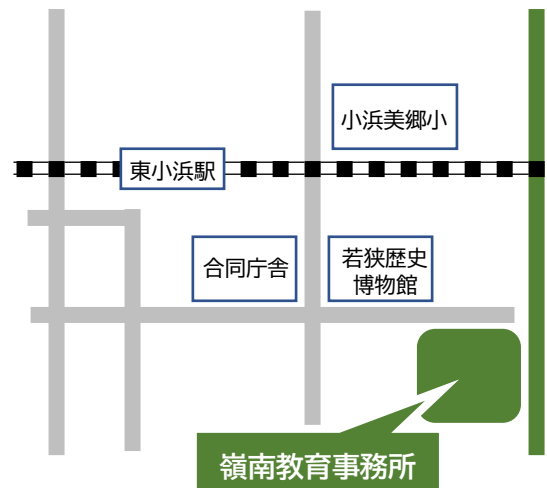 小浜美郷小
東小浜駅
合同庁舎
若狭歴史
博物館
嶺南教育事務所